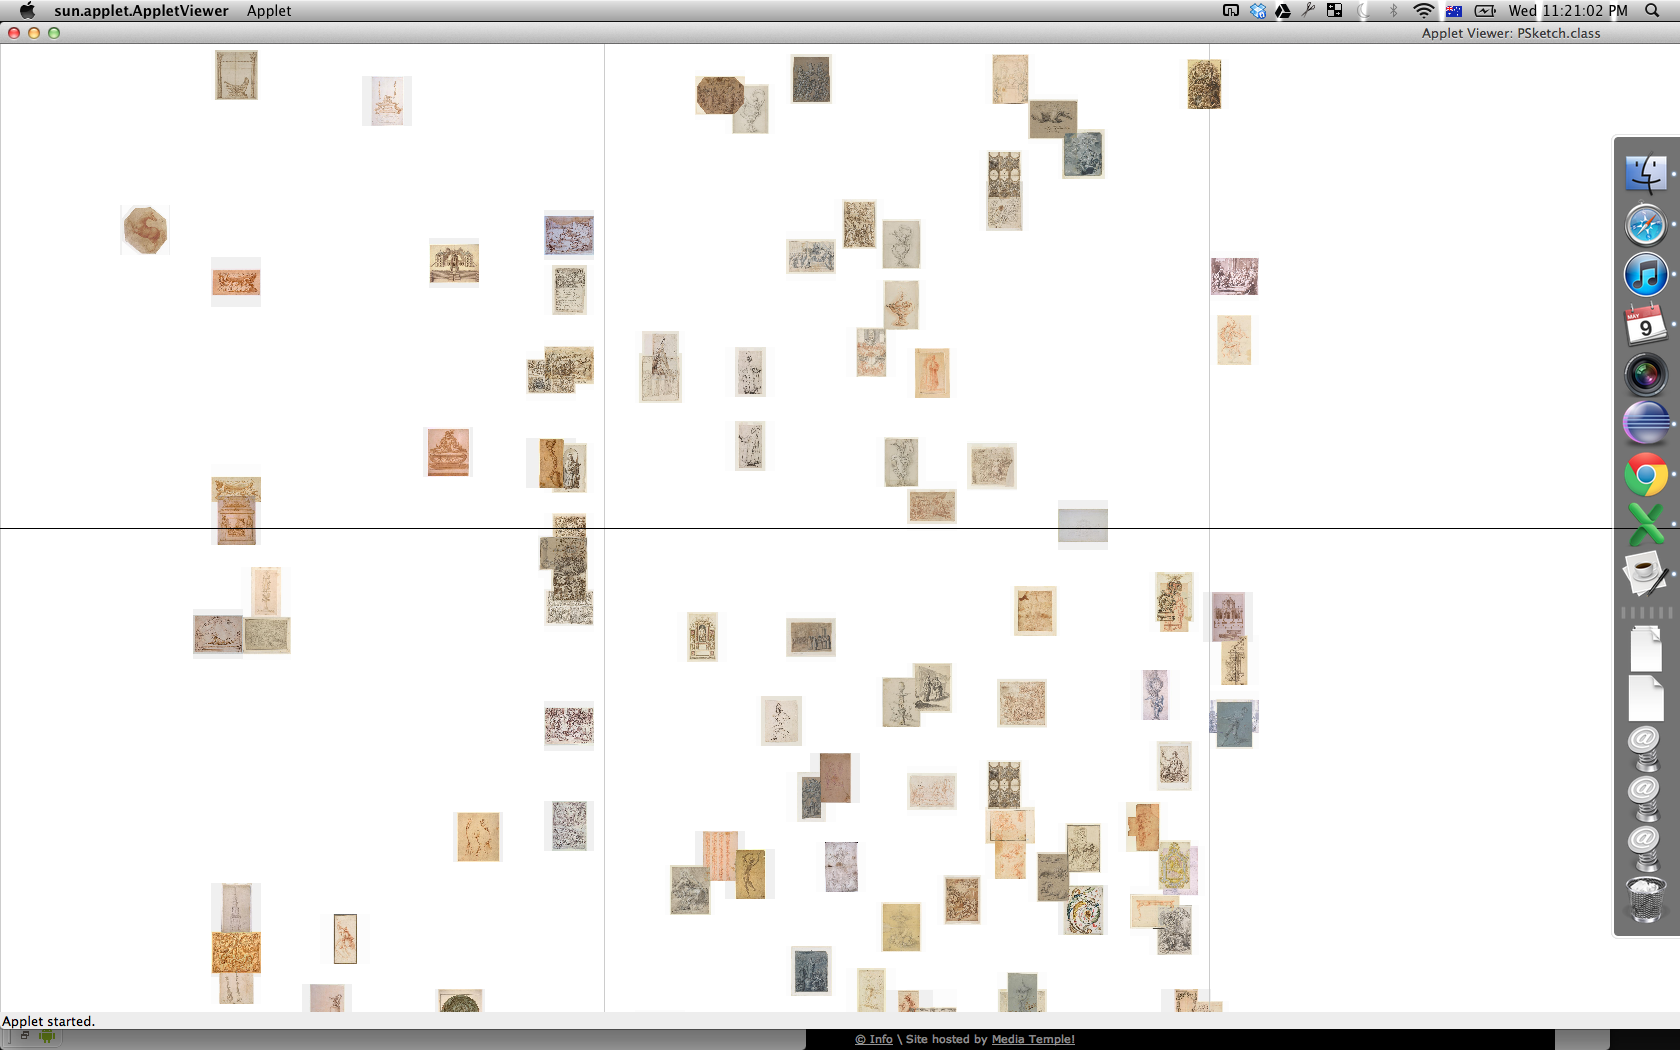 sun.applet.AppletViewer Applet Wed 11:21:02 PM
Applet Viewer: PSketch.class
MAY
9
Applet started.
© Info \ Site hosted by Media Temple!